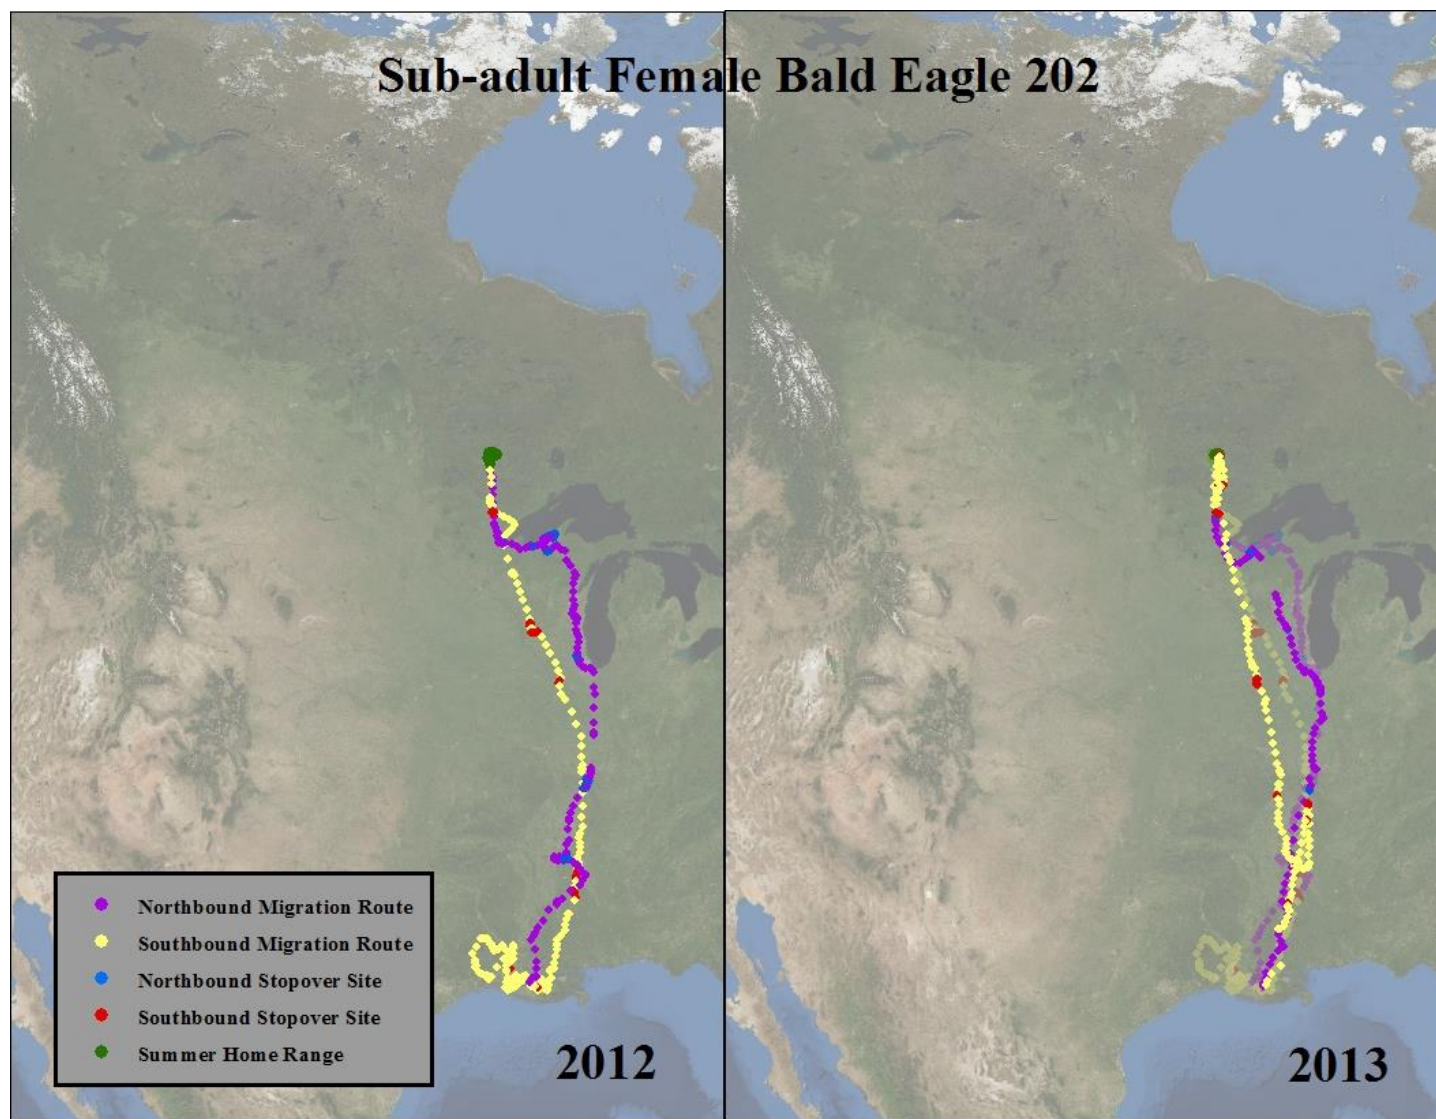 Sub-adult Female Bald Eagle 202
Northbound Migration Route
Southbound Migration Route
Northbound Stopover Site
Southbound Stopover Site
Summer Home Range
2012
2013